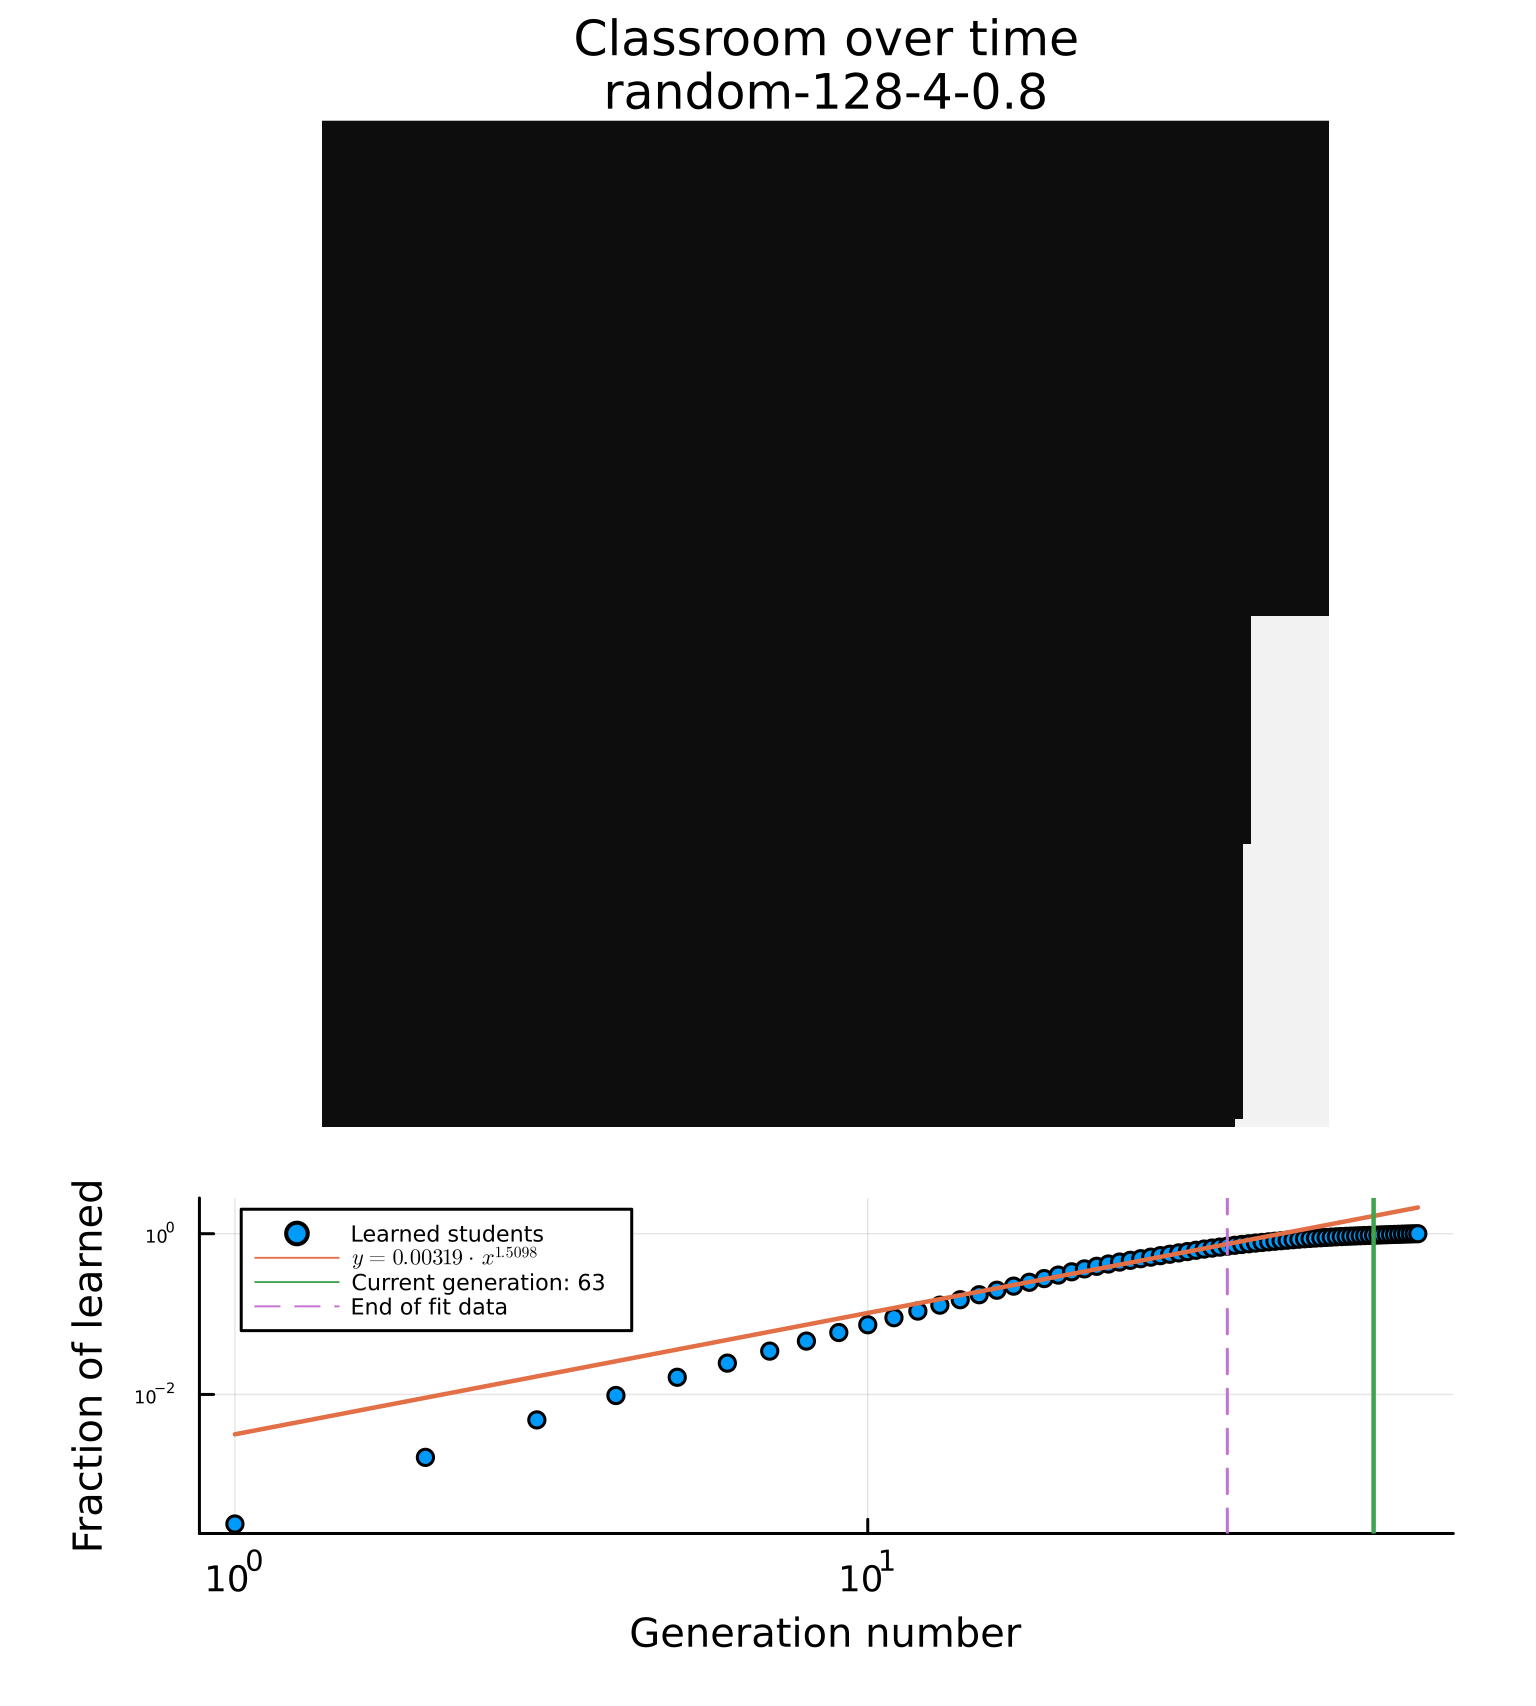 Classroom over time
random-128-4-0.8
Fraction of learned
10^0
10^-2
Learned students
y = 0.00319 · x^1.5098
Current generation: 63
End of fit data
10^0
10^1
Generation number